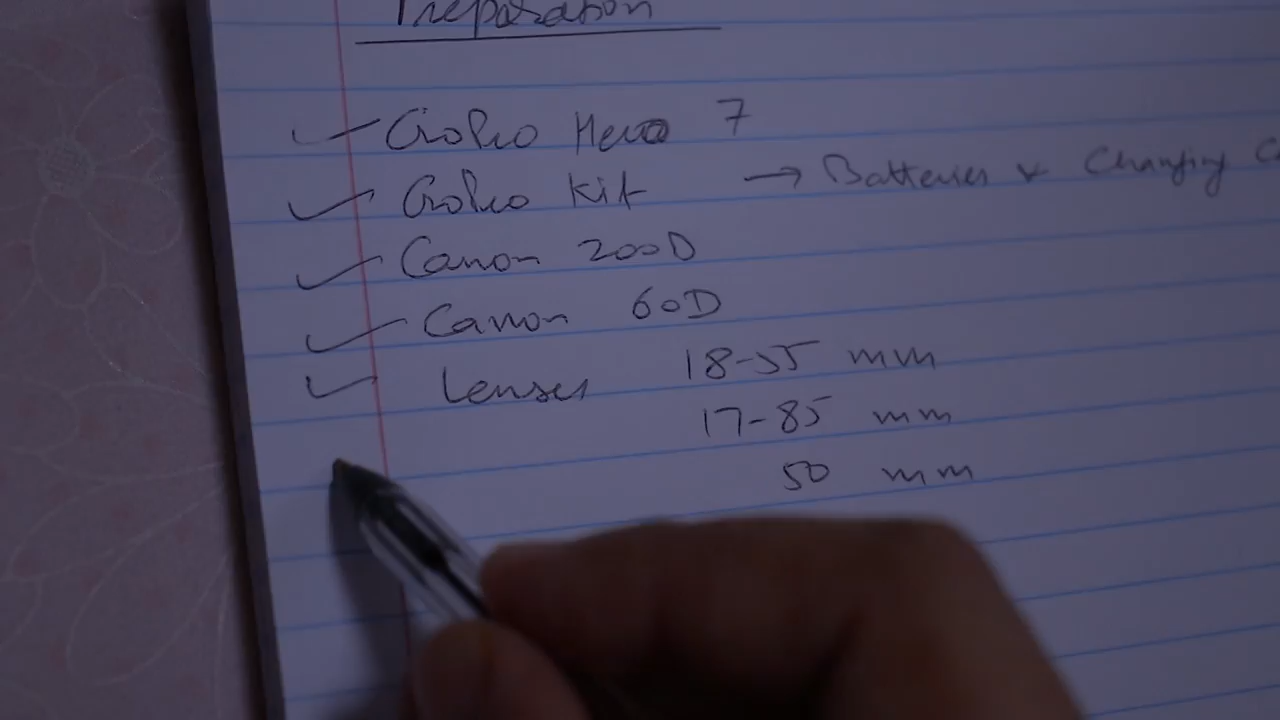 Preparation
GoPro Hero 7
GoPro Kit → Batteries & Charging
Canon 200D
Canon 60D
Lenses 18-55 mm
17-85 mm
50 mm